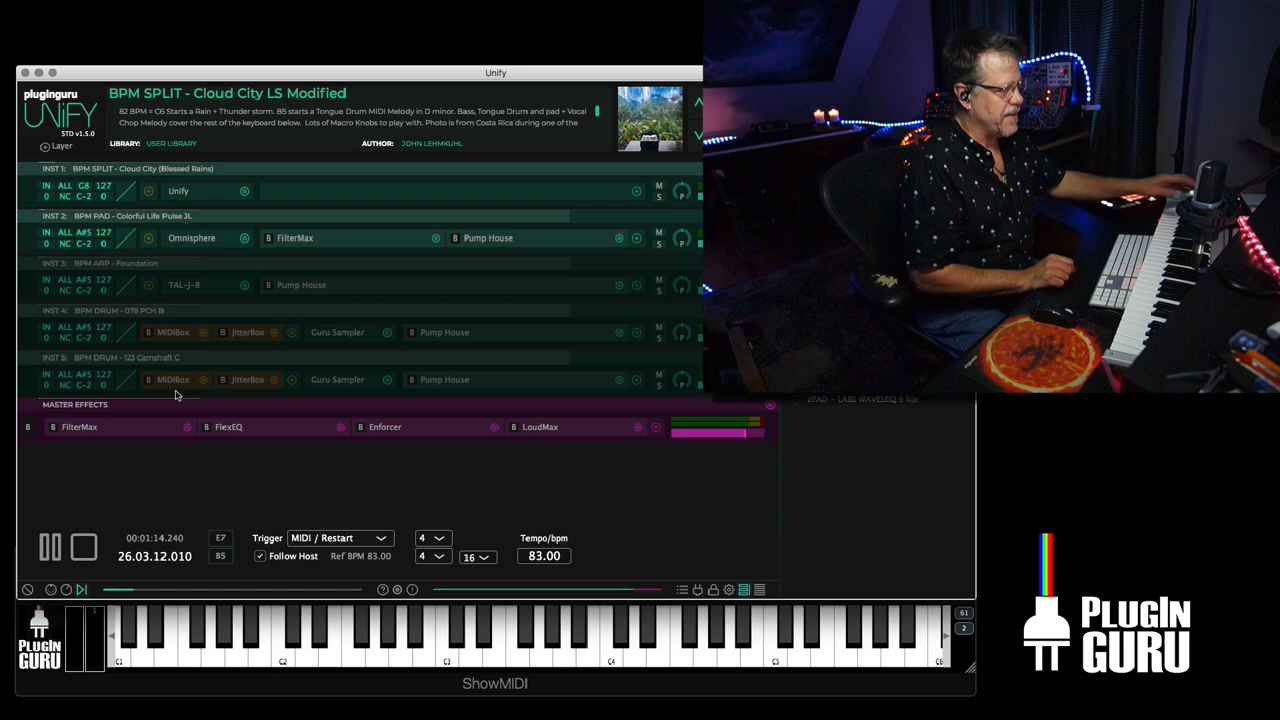 Unify
pluginguru
UNiFY
STD v1.5.0
Layer
BPM SPLIT - Cloud City LS Modified
82 BPM = C6 Starts a Rain + Thunder storm. B5 starts a Tongue Drum MIDI Melody in D minor. Bass, Tongue Drum and pad + Vocal
Chop Melody cover the rest of the keyboard below. Lots of Macro Knobs to play with. Photo is from Costa Rica during one of the
LIBRARY: USER LIBRARY AUTHOR: JOHN LEHMKUHL
INST 1: BPM SPLIT - Cloud City (Blessed Rains)
IN ALL G8 127 Unify M
0 NC C-2 0 S P
INST 2: BPM PAD - Colorful Life Pulse JL
IN ALL A#5 127 Omnisphere B FilterMax B Pump House M
0 NC C-2 0 S P
INST 3: BPM ARP - Foundation
IN ALL A#5 127 TAL-J-8 B Pump House M
0 NC C-2 0 S P
INST 4: BPM DRUM - 078 PCH B
IN ALL A#5 127 B MIDIBox B JitterBox Guru Sampler B Pump House M
0 NC C-2 0 S P
INST 5: BPM DRUM - 123 Camshaft C
IN ALL A#5 127 B MIDIBox B JitterBox Guru Sampler B Pump House M
0 NC C-2 0 S P
MASTER EFFECTS
zPAD - LABS WAVESEQ 9 lite
B B FilterMax B FlexEQ B Enforcer B LoudMax
00:01:14.240 E7 Trigger MIDI / Restart 4 Tempo/bpm
26.03.12.010 B5 Follow Host Ref BPM 83.00 4 16 83.00
1
61
2
C1 C2 C3 C4 C5 C6
PLUGIN
GURU
ShowMIDI
PLUGIN
GURU